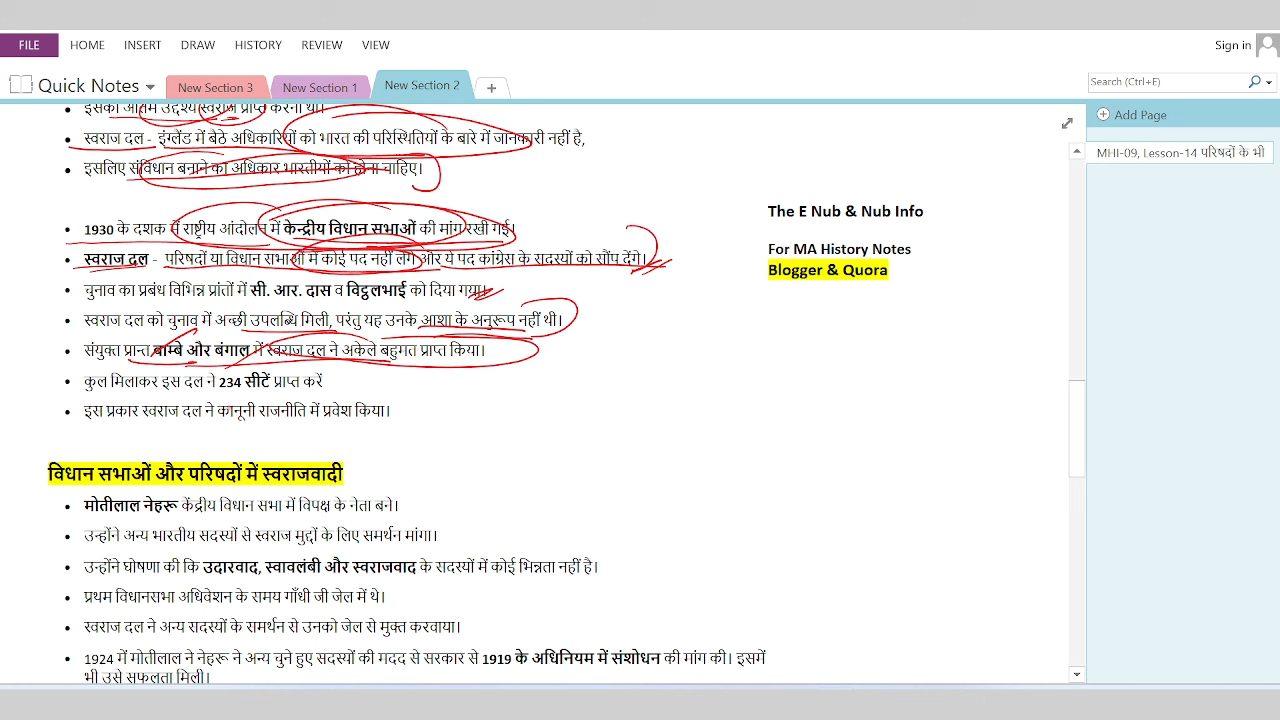 FILE HOME INSERT DRAW HISTORY REVIEW VIEW Sign in
Quick Notes New Section 3 New Section 1 New Section 2 Search (Ctrl+E)
Add Page
MHI-09, Lesson-14 परिषदों के भी
इसका अंतिम उद्देश्य स्वराज प्राप्त करना था।
स्वराज दल - इंग्लैंड में बैठे अधिकारियों को भारत की परिस्थितियों के बारे में जानकारी नहीं है,
इसलिए संविधान बनाने का अधिकार भारतीयों को होना चाहिए।
The E Nub & Nub Info
1930 के दशक में राष्ट्रीय आंदोलन में केन्द्रीय विधान सभाओं की मांग रखी गई।
For MA History Notes
स्वराज दल - परिषदों या विधान सभाओं में कोई पद नहीं लेंगे और ये पद कांग्रेस के सदस्यों को सौंप देंगे।
Blogger & Quora
चुनाव का प्रबंध विभिन्न प्रांतों में सी. आर. दास व विट्ठलभाई को दिया गया।
स्वराज दल को चुनाव में अच्छी उपलब्धि मिली, परंतु यह उनके आशा के अनुरूप नहीं थी।
संयुक्त प्रान्त बाम्बे और बंगाल में स्वराज दल ने अकेले बहुमत प्राप्त किया।
कुल मिलाकर इस दल ने 234 सीटें प्राप्त करें
इस प्रकार स्वराज दल ने कानूनी राजनीति में प्रवेश किया।
विधान सभाओं और परिषदों में स्वराजवादी
मोतीलाल नेहरू केंद्रीय विधान सभा में विपक्ष के नेता बने।
उन्होंने अन्य भारतीय सदस्यों से स्वराज मुद्दों के लिए समर्थन मांगा।
उन्होंने घोषणा की कि उदारवाद, स्वावलंबी और स्वराजवाद के सदस्यों में कोई भिन्नता नहीं है।
प्रथम विधानसभा अधिवेशन के समय गाँधी जी जेल में थे।
स्वराज दल ने अन्य सदस्यों के समर्थन से उनको जेल से मुक्त करवाया।
1924 में मोतीलाल ने नेहरू ने अन्य चुने हुए सदस्यों की मदद से सरकार से 1919 के अधिनियम में संशोधन की मांग की। इसमें
भी उसे सफलता मिली।